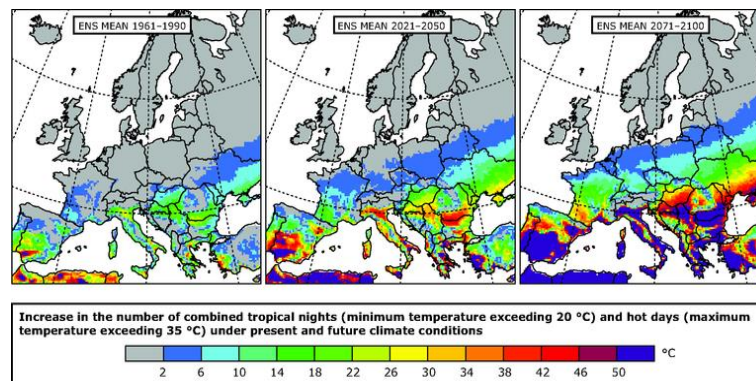 ENS MEAN 1961–1990
ENS MEAN 2021–2050
ENS MEAN 2071–2100
Increase in the number of combined tropical nights (minimum temperature exceeding 20 °C) and hot days (maximum
temperature exceeding 35 °C) under present and future climate conditions
°C
2 6 10 14 18 22 26 30 34 38 42 46 50